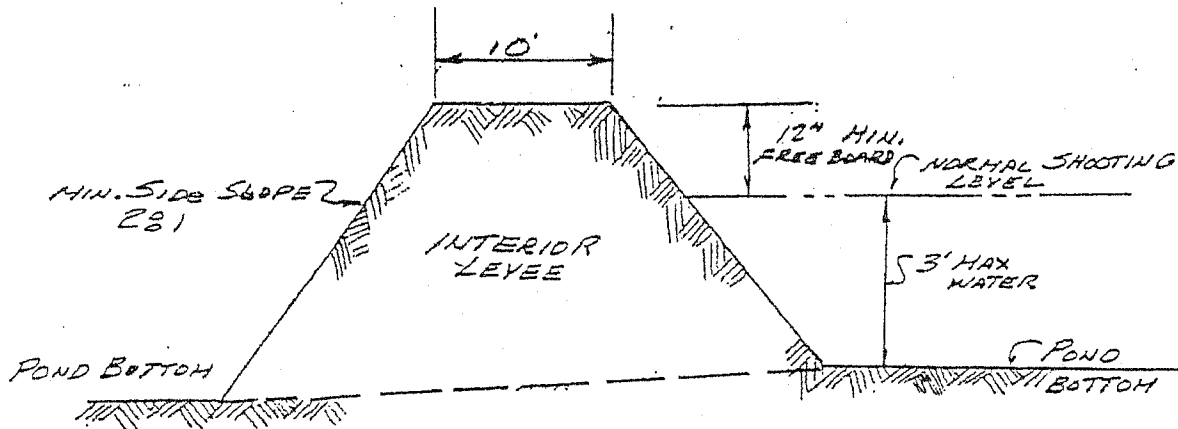 10'
12" MIN.
FREE BOARD
NORMAL SHOOTING
LEVEL
MIN. SIDE SLOPE
2:1
INTERIOR
LEVEE
3' MAX
WATER
POND BOTTOM
POND
BOTTOM